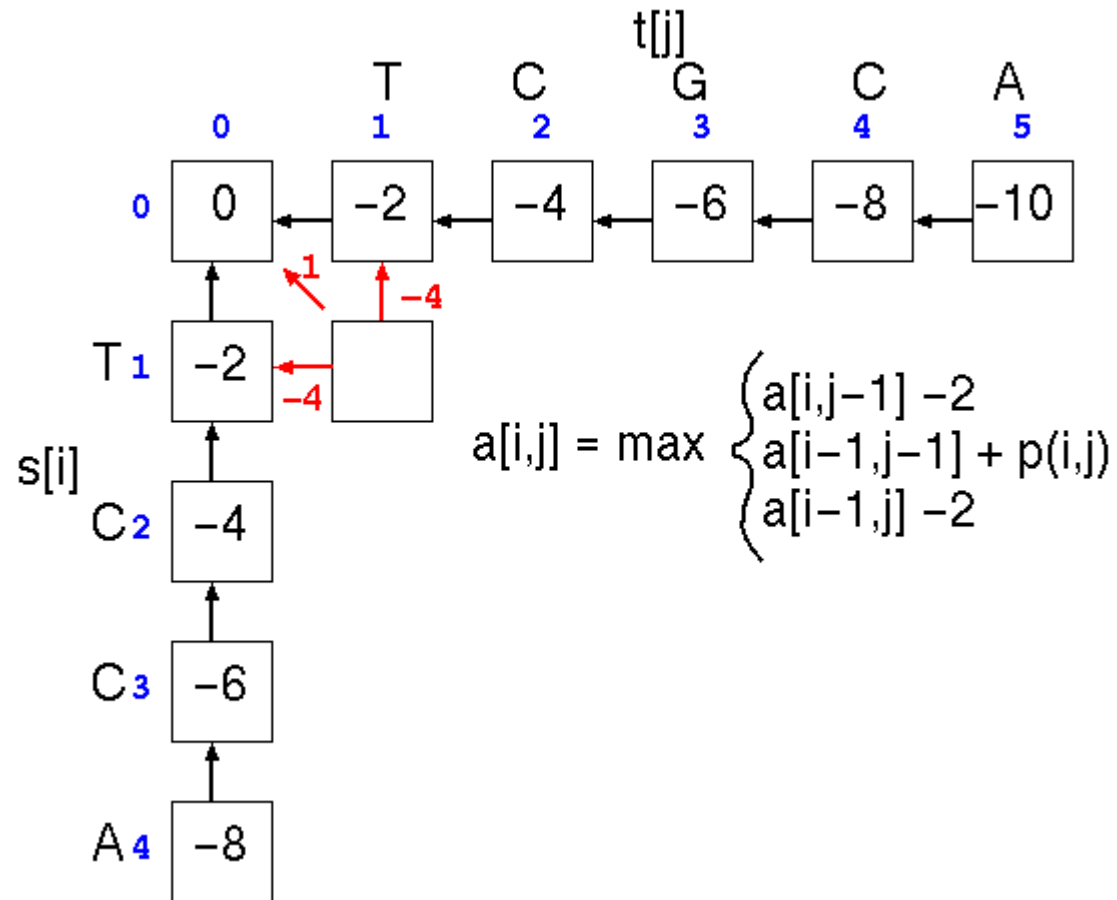 t[j]
T C G C A
0 1 2 3 4 5
0 0 −2 −4 −6 −8 −10
1 −4
T 1 −2
−4
a[i,j−1] −2
s[i] a[i,j] = max a[i−1,j−1] + p(i,j)
C 2 −4 a[i−1,j] −2
C 3 −6
A 4 −8